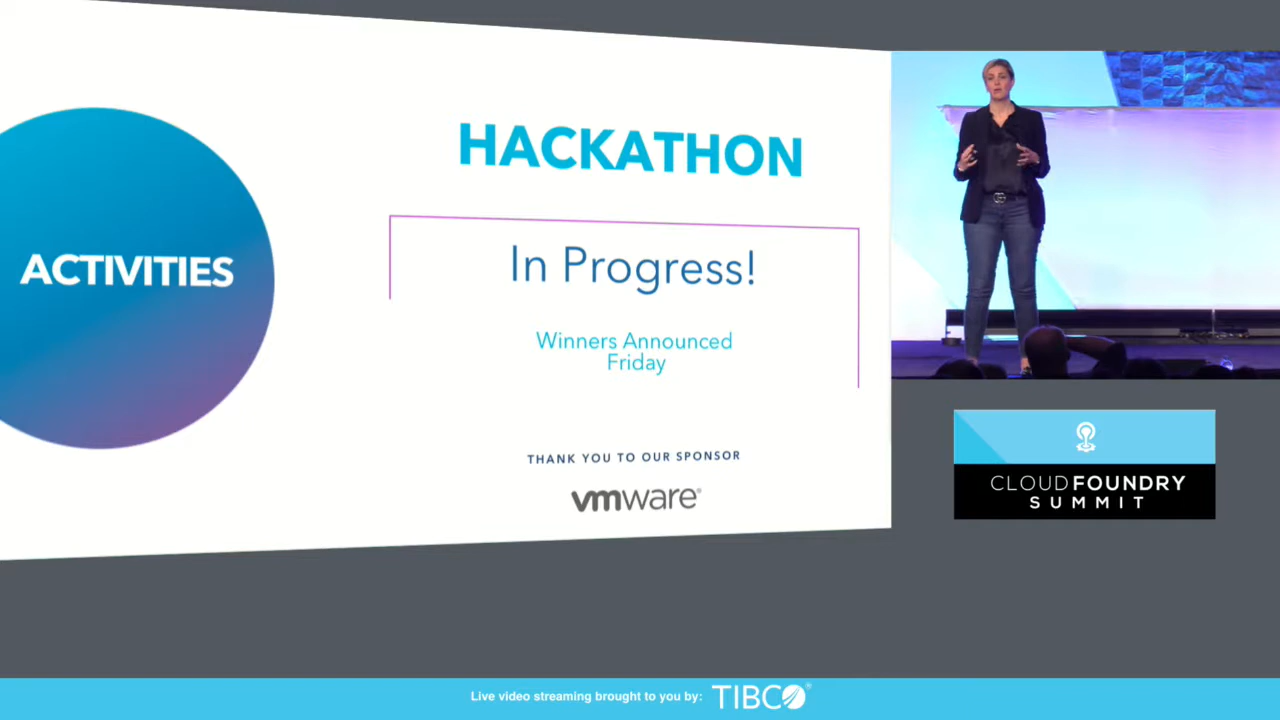 ACTIVITIES
HACKATHON
In Progress!
Winners Announced
Friday
THANK YOU TO OUR SPONSOR
vmware®
CLOUD FOUNDRY
SUMMIT
Live video streaming brought to you by: TIBCO®